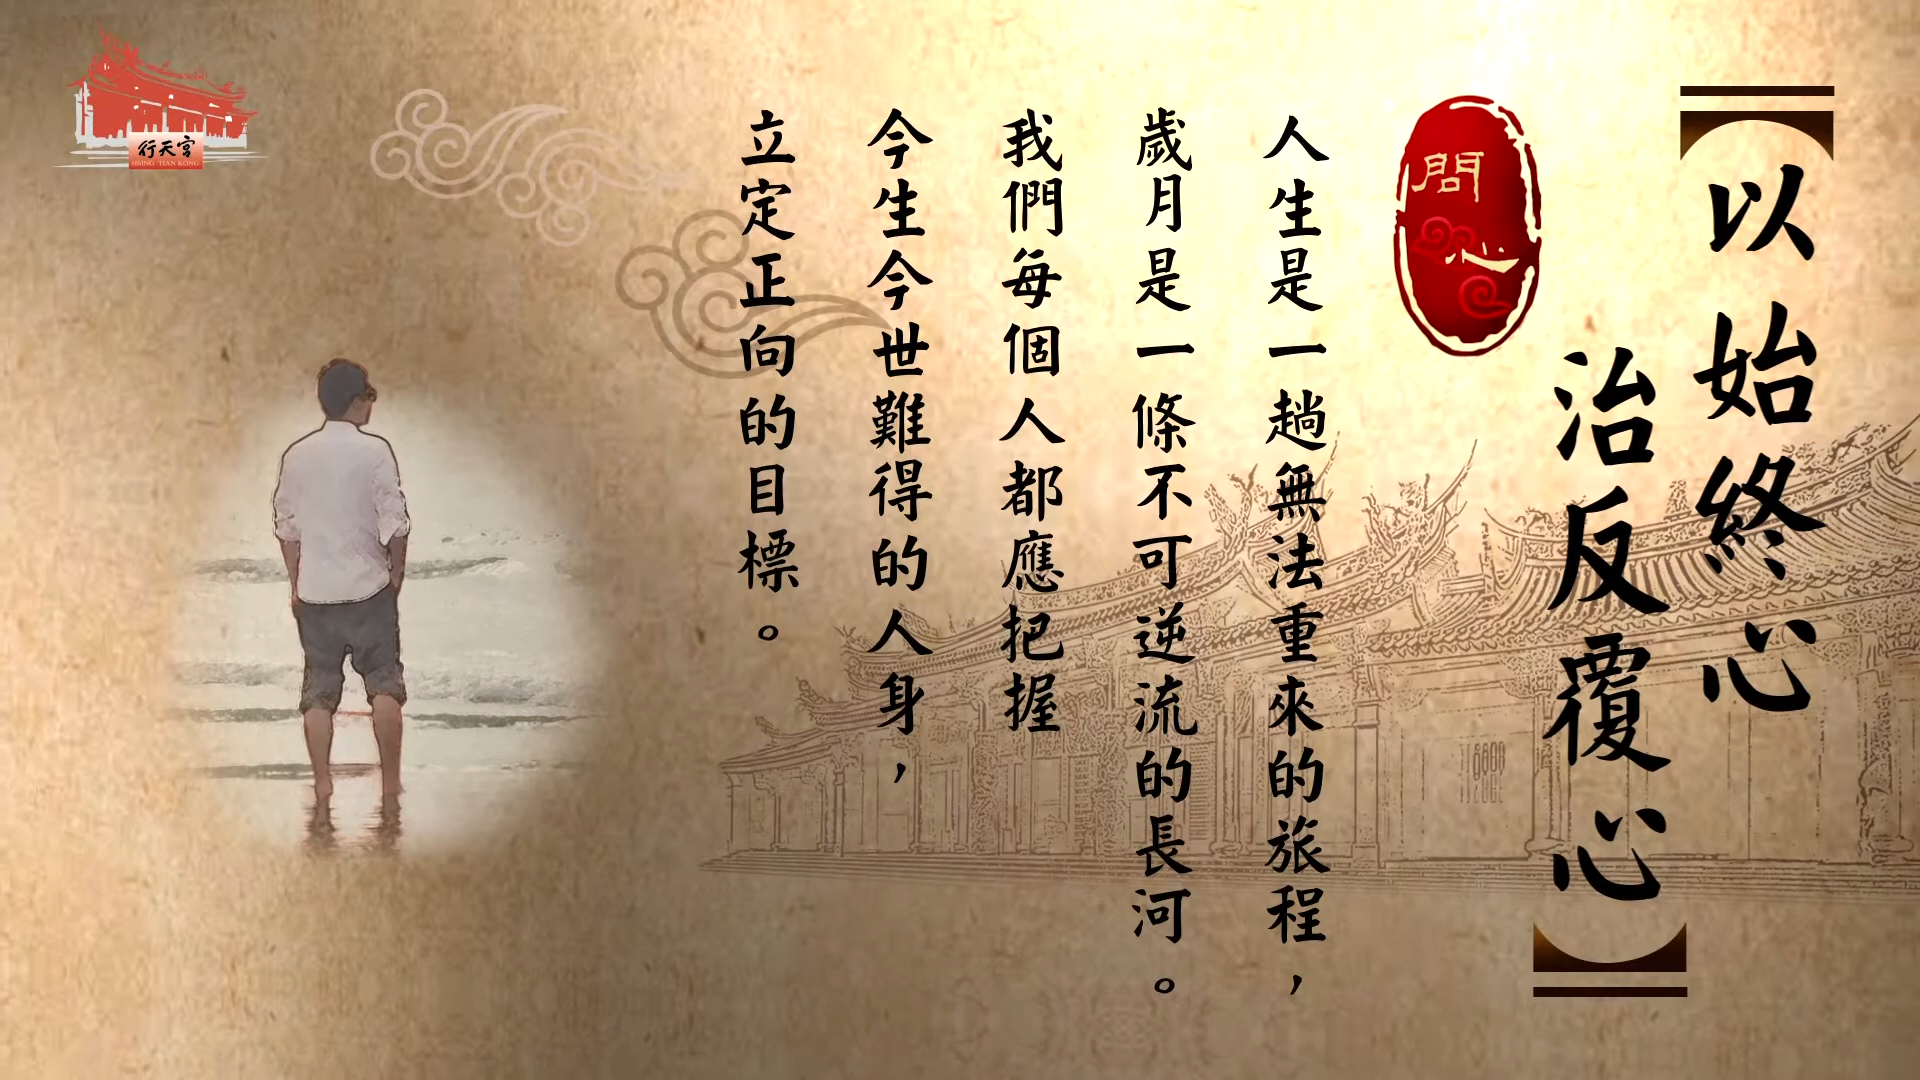 以始終心
治反覆心
問心
人生是一趟無法重來的旅程，
歲月是一條不可逆流的長河。
我們每個人都應把握
今生今世難得的人身，
立定正向的目標。
行天宮
HSING TIAN KONG